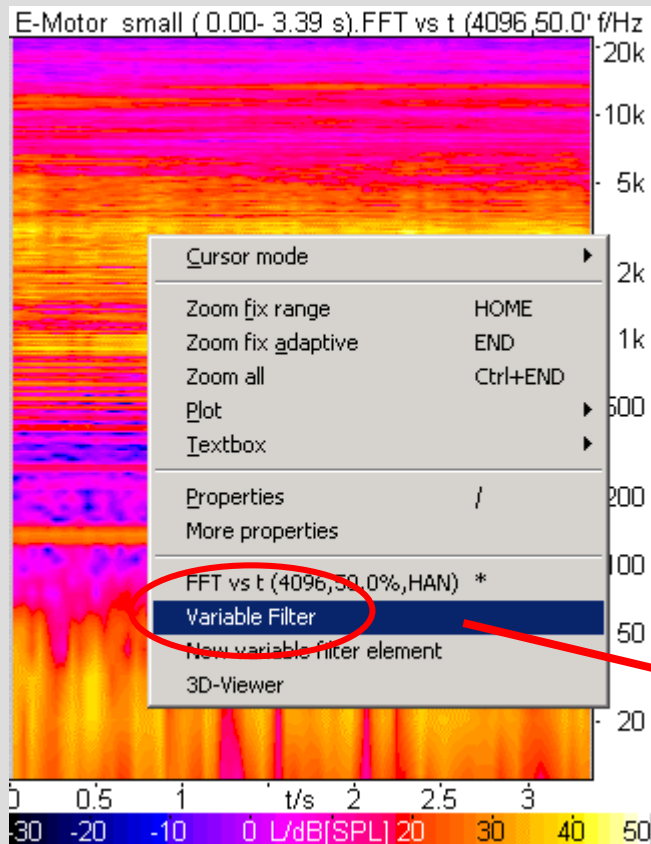 E-Motor small ( 0.00- 3.39 s).FFT vs t (4096,50.0' f/Hz
20k
10k
5k
Cursor mode
2k
Zoom fix range HOME
Zoom fix adaptive END
1k
Zoom all Ctrl+END
Plot
500
Textbox
Properties /
200
More properties
100
FFT vs t (4096,50,0%,HAN) *
Variable Filter
50
New variable filter element
3D-Viewer
20
0 0.5 1 t/s 2 2.5 3
-30 -20 -10 0 L/dB[SPL] 20 30 40 50